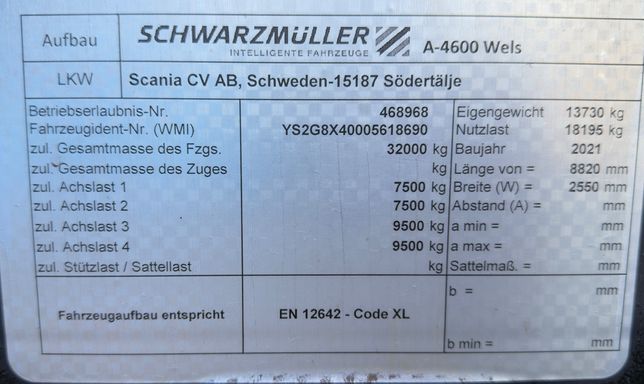 Aufbau SCHWARZMÜLLER A-4600 Wels
INTELLIGENTE FAHRZEUGE
LKW Scania CV AB, Schweden-15187 Södertälje
Betriebserlaubnis-Nr. 468968 Eigengewicht 13730 kg
Fahrzeugident-Nr. (WMI) YS2G8X40005618690 Nutzlast 18195 kg
zul. Gesamtmasse des Fzgs. 32000 kg Baujahr 2021
zul. Gesamtmasse des Zuges kg Länge von = 8820 mm
zul. Achslast 1 7500 kg Breite (W) = 2550 mm
zul. Achslast 2 7500 kg Abstand (A) = mm
zul. Achslast 3 9500 kg a min = mm
zul. Achslast 4 9500 kg a max = mm
zul. Stützlast / Sattellast kg Sattelmaß. = mm
b = mm
Fahrzeugaufbau entspricht EN 12642 - Code XL
b min = mm